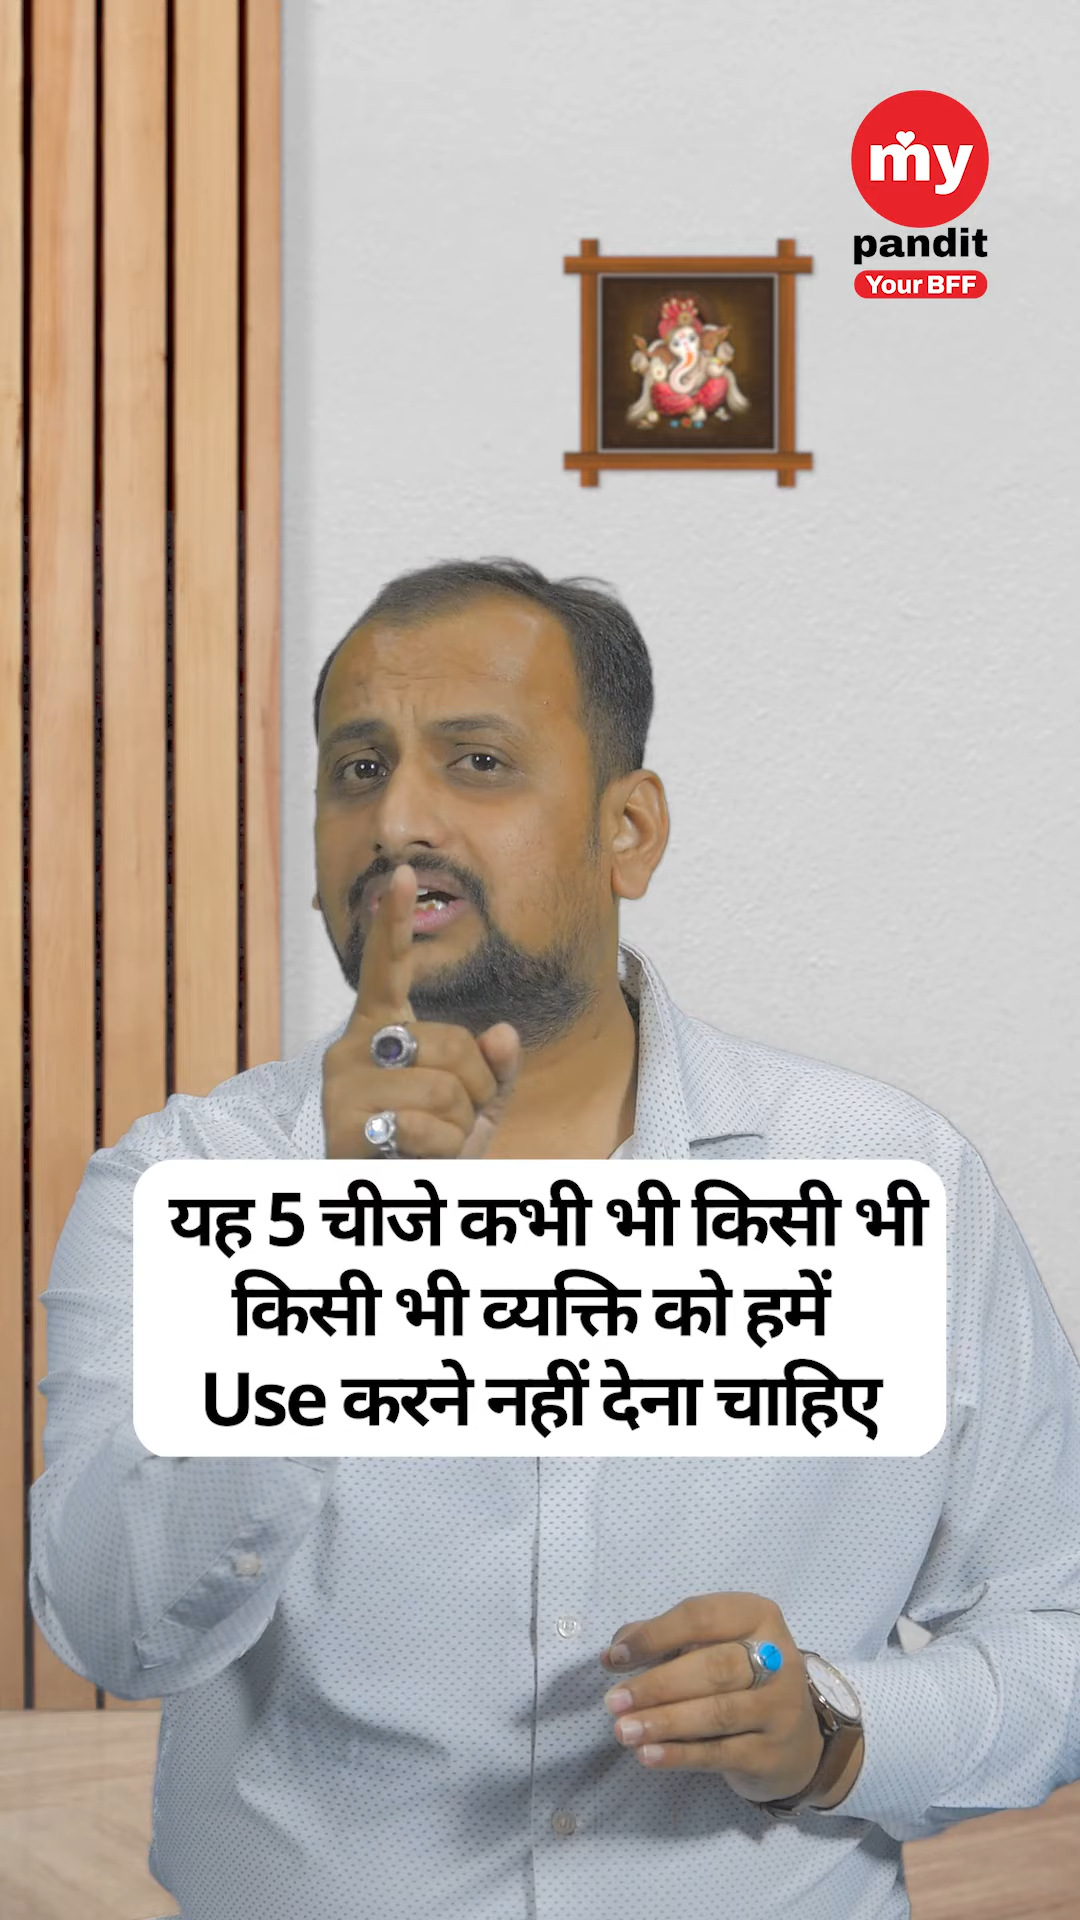 my
pandit
Your BFF
यह 5 चीजे कभी भी किसी भी
किसी भी व्यक्ति को हमें
Use करने नहीं देना चाहिए